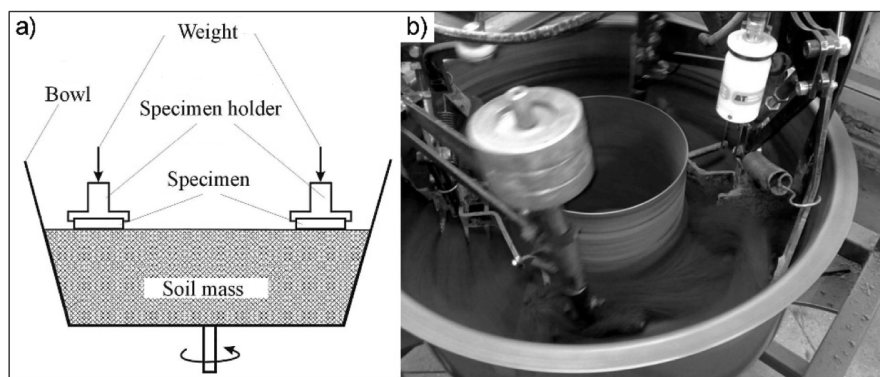 a)
Weight
Bowl
Specimen holder
Specimen
Soil mass
b)